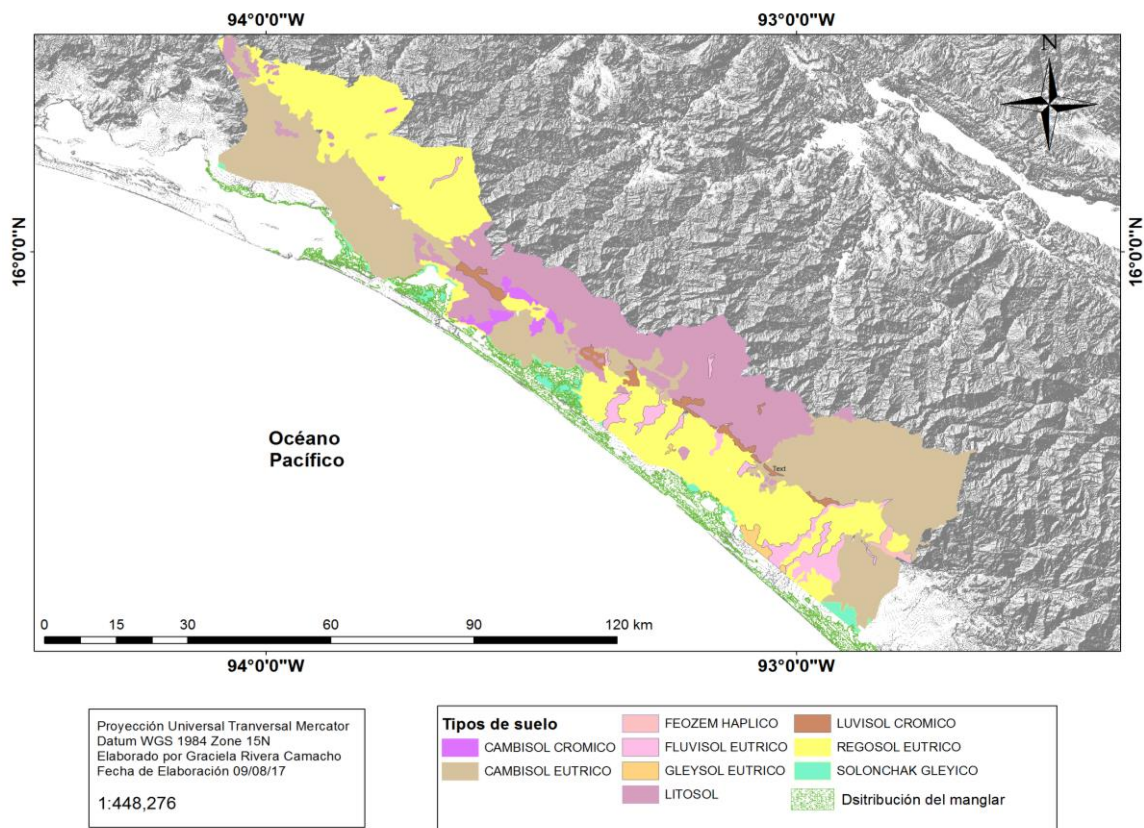 94°0'0"W
93°0'0"W
N
16°0'0"N
16°0'0"N
Océano
Pacífico
Text
0 15 30 60 90 120 km
94°0'0"W
93°0'0"W
Proyección Universal Tranversal Mercator
Datum WGS 1984 Zone 15N
Elaborado por Graciela Rivera Camacho
Fecha de Elaboración 09/08/17
1:448,276
Tipos de suelo
CAMBISOL CROMICO
CAMBISOL EUTRICO
FEOZEM HAPLICO
FLUVISOL EUTRICO
GLEYSOL EUTRICO
LITOSOL
LUVISOL CROMICO
REGOSOL EUTRICO
SOLONCHAK GLEYICO
Dsitribución del manglar